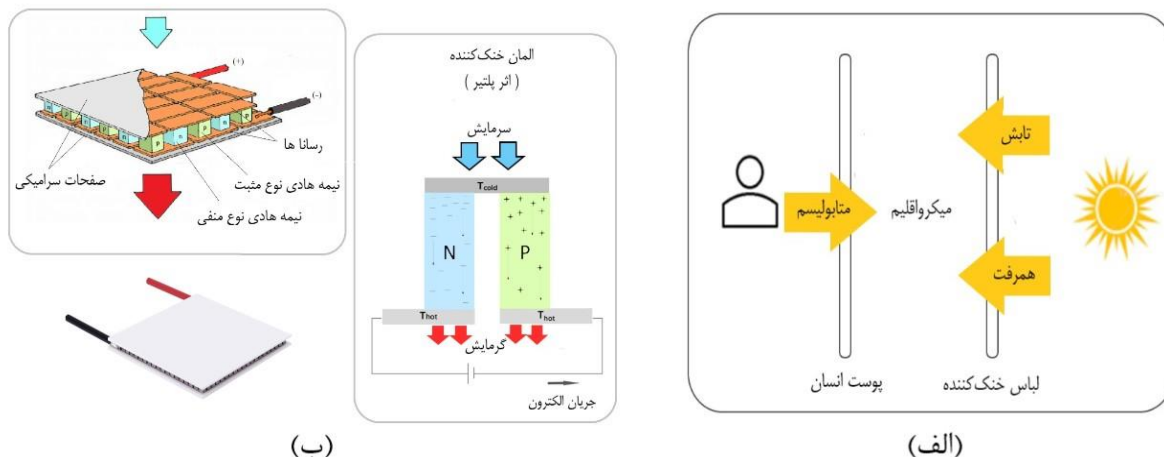 تابش
متابولیسم
میکرواقلیم
همرفت
پوست انسان
لباس خنک‌کننده
(الف)
المان خنک‌کننده
( اثر پلتیر )
سرمایش
Tcold
N
P
Thot
Thot
گرمایش
جریان الکترون
(+)
(-)
p
n
p
n
p
n
p
n
p
رسانا ها
صفحات سرامیکی
نیمه هادی نوع مثبت
نیمه هادی نوع منفی
(ب)